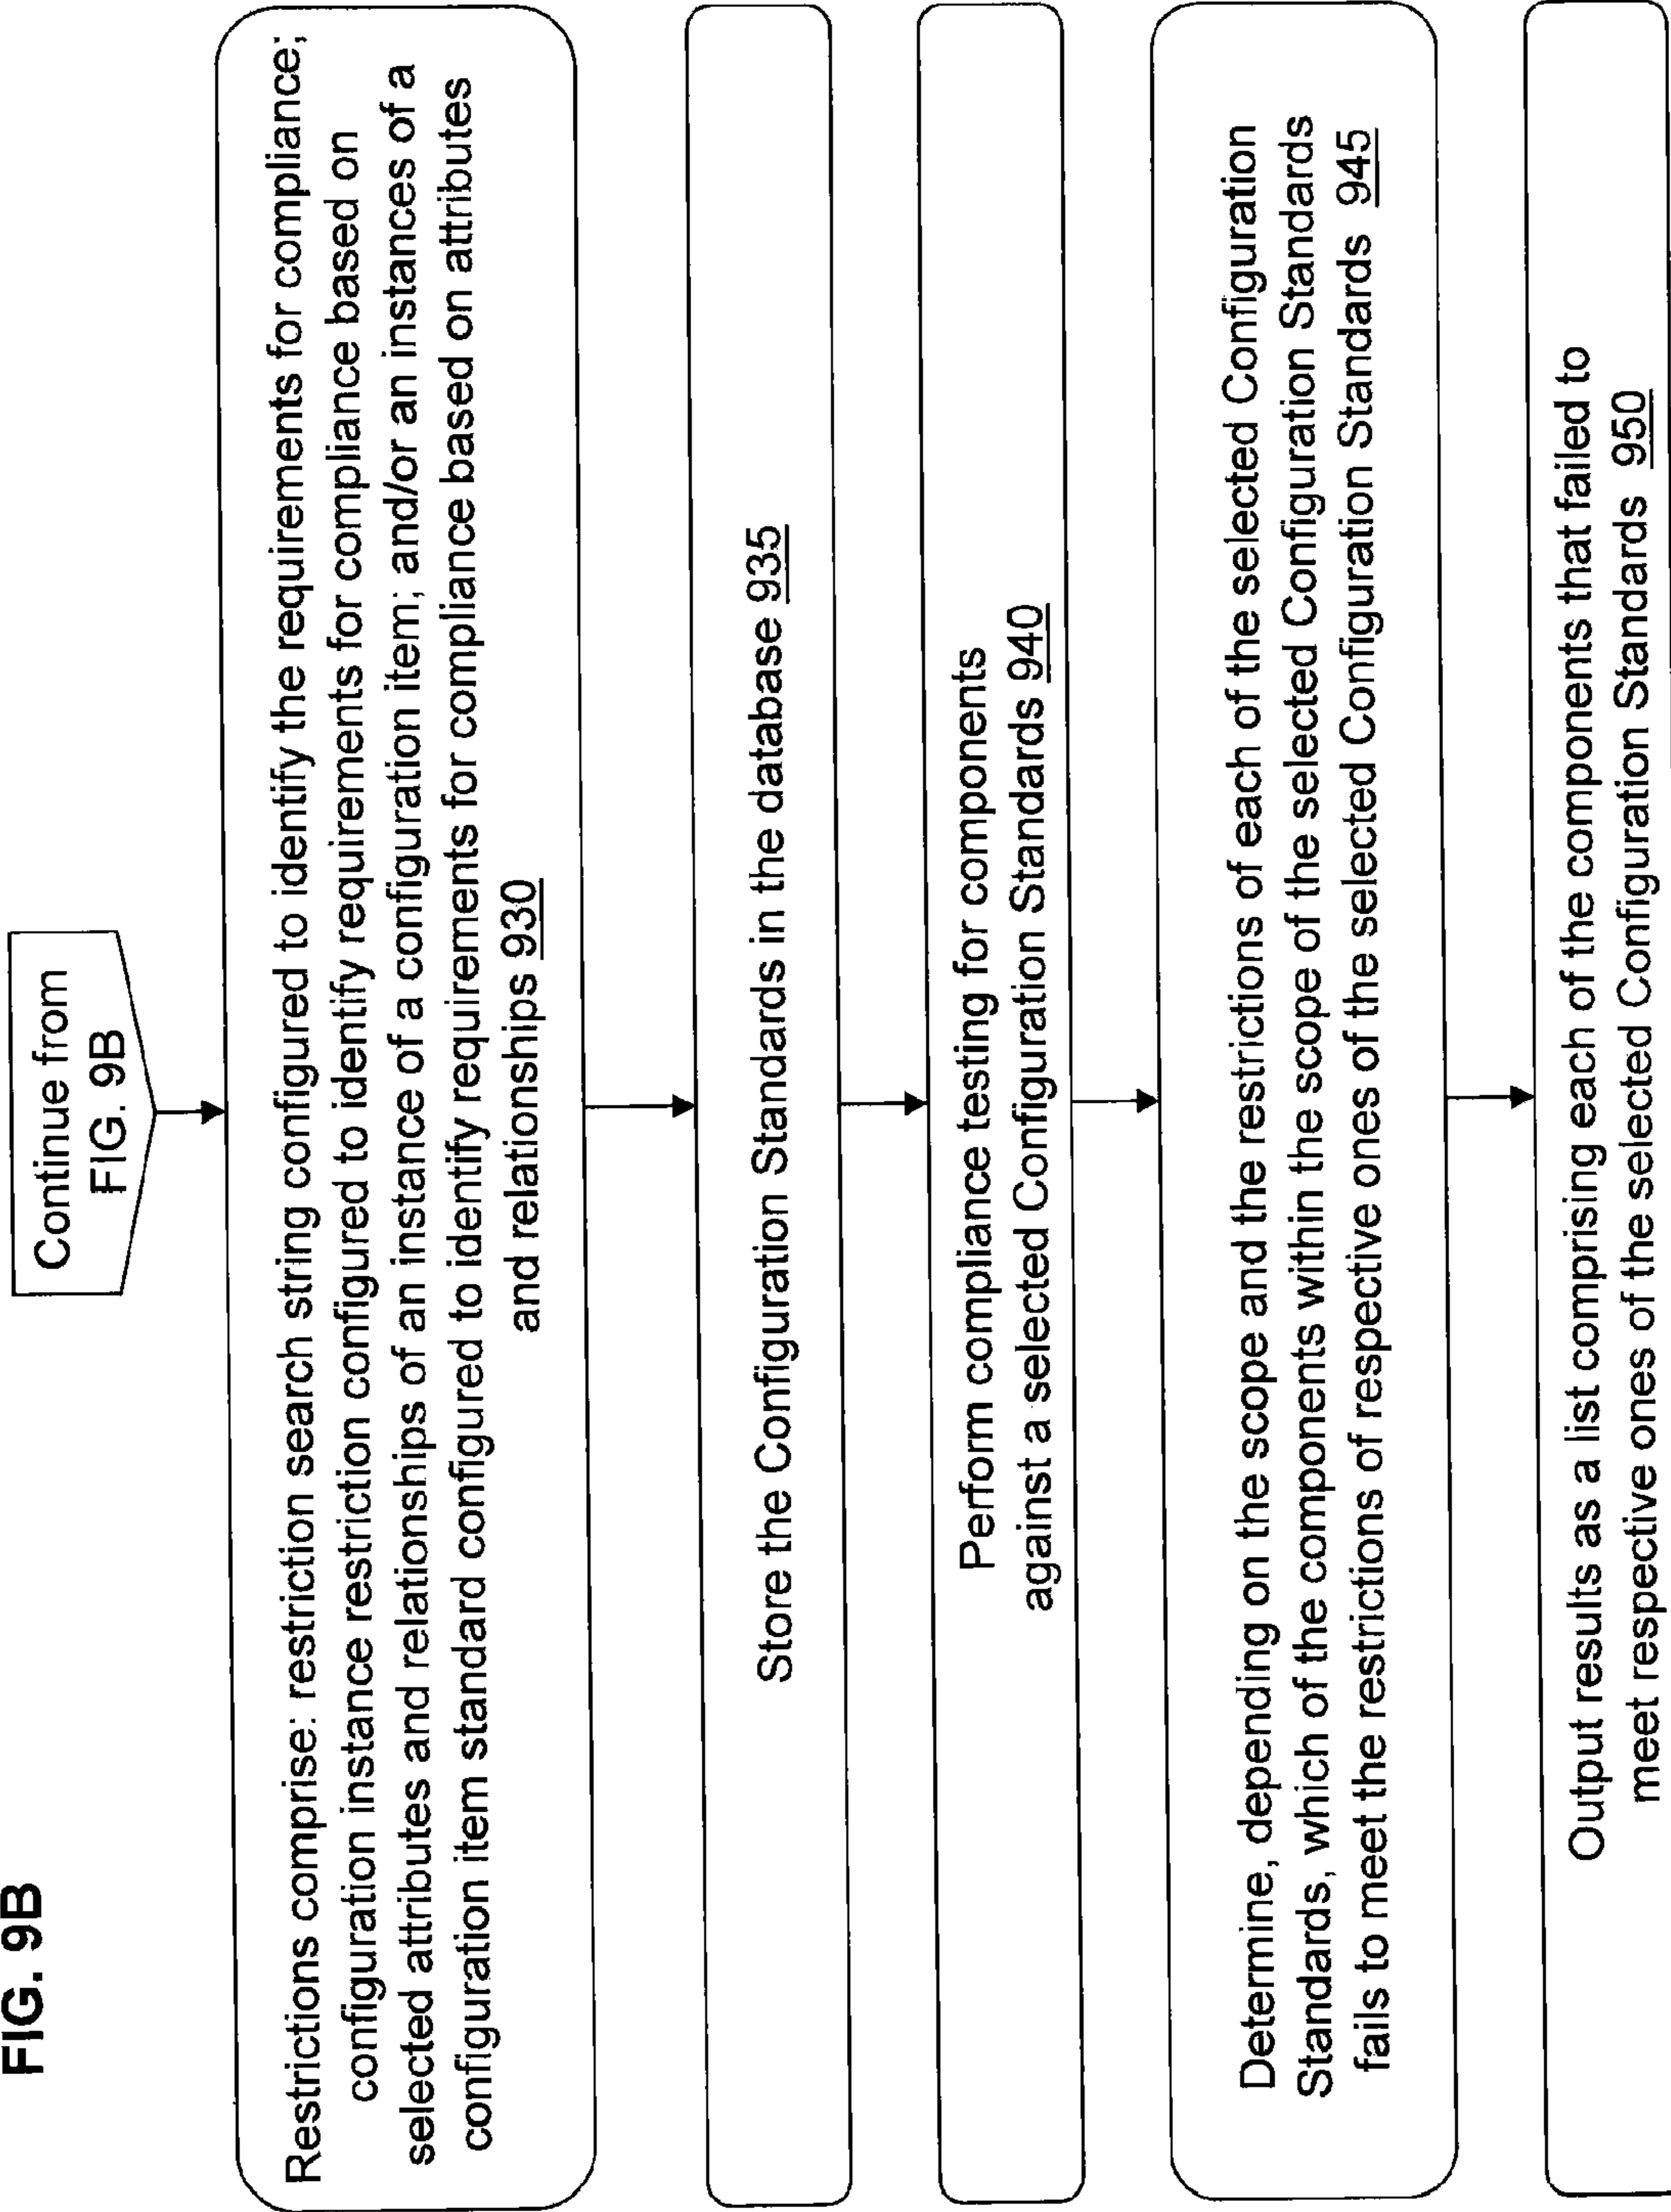 FIG. 9B
Continue from
FIG. 9B
Restrictions comprise: restriction search string configured to identify the requirements for compliance;
configuration instance restriction configured to identify requirements for compliance based on
selected attributes and relationships of an instance of a configuration item; and/or an instances of a
configuration item standard configured to identify requirements for compliance based on attributes
and relationships 930
Store the Configuration Standards in the database 935
Perform compliance testing for components
against a selected Configuration Standards 940
Determine, depending on the scope and the restrictions of each of the selected Configuration
Standards, which of the components within the scope of the selected Configuration Standards
fails to meet the restrictions of respective ones of the selected Configuration Standards 945
Output results as a list comprising each of the components that failed to
meet respective ones of the selected Configuration Standards 950